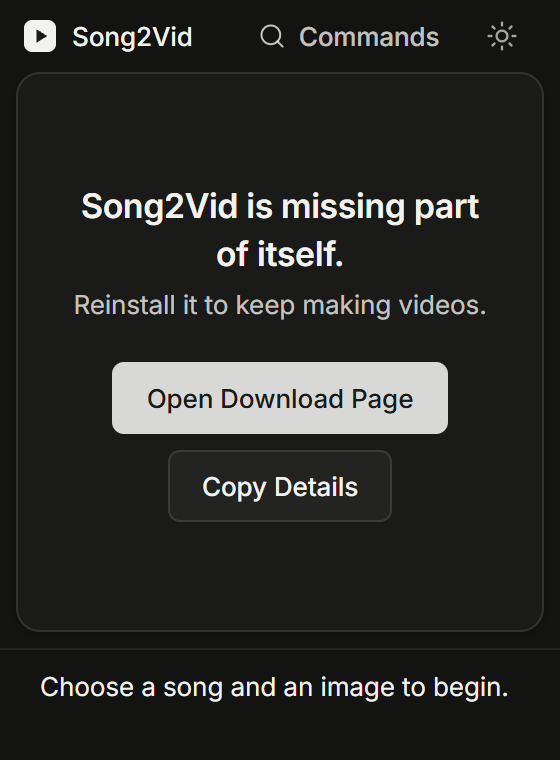 Song2Vid
Commands
Song2Vid is missing part
of itself.
Reinstall it to keep making videos.
Open Download Page
Copy Details
Choose a song and an image to begin.